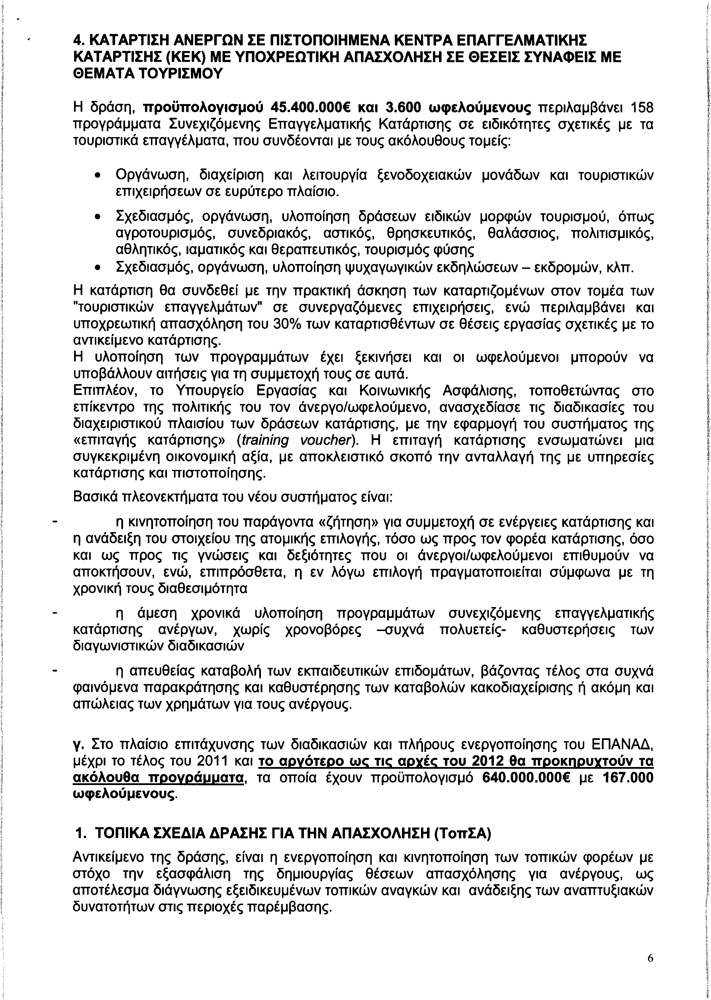 4. ΚΑΤΑΡΤΙΣΗ ΑΝΕΡΓΩΝ ΣΕ ΠΙΣΤΟΠΟΙΗΜΕΝΑ ΚΕΝΤΡΑ ΕΠΑΓΓΕΛΜΑΤΙΚΗΣ
ΚΑΤΑΡΤΙΣΗΣ (ΚΕΚ) ΜΕ ΥΠΟΧΡΕΩΤΙΚΗ ΑΠΑΣΧΟΛΗΣΗ ΣΕ ΘΕΣΕΙΣ ΣΥΝΑΦΕΙΣ ΜΕ
ΘΕΜΑΤΑ ΤΟΥΡΙΣΜΟΥ
Η δράση, προϋπολογισμού 45.400.000€ και 3.600 ωφελούμενους περιλαμβάνει 158
προγράμματα Συνεχιζόμενης Επαγγελματικής Κατάρτισης σε ειδικότητες σχετικές με τα
τουριστικά επαγγέλματα, που συνδέονται με τους ακόλουθους τομείς:
• Οργάνωση, διαχείριση και λειτουργία ξενοδοχειακών μονάδων και τουριστικών
επιχειρήσεων σε ευρύτερο πλαίσιο.
• Σχεδιασμός, οργάνωση, υλοποίηση δράσεων ειδικών μορφών τουρισμού, όπως
αγροτουρισμός, συνεδριακός, αστικός, θρησκευτικός, θαλάσσιος, πολιτισμικός,
αθλητικός, ιαματικός και θεραπευτικός, τουρισμός φύσης
• Σχεδιασμός, οργάνωση, υλοποίηση ψυχαγωγικών εκδηλώσεων – εκδρομών, κλπ.
Η κατάρτιση θα συνδεθεί με την πρακτική άσκηση των καταρτιζομένων στον τομέα των
"τουριστικών επαγγελμάτων" σε συνεργαζόμενες επιχειρήσεις, ενώ περιλαμβάνει και
υποχρεωτική απασχόληση του 30% των καταρτισθέντων σε θέσεις εργασίας σχετικές με το
αντικείμενο κατάρτισης.
Η υλοποίηση των προγραμμάτων έχει ξεκινήσει και οι ωφελούμενοι μπορούν να
υποβάλλουν αιτήσεις για τη συμμετοχή τους σε αυτά.
Επιπλέον, το Υπουργείο Εργασίας και Κοινωνικής Ασφάλισης, τοποθετώντας στο
επίκεντρο της πολιτικής του τον άνεργο/ωφελούμενο, ανασχεδίασε τις διαδικασίες του
διαχειριστικού πλαισίου των δράσεων κατάρτισης, με την εφαρμογή του συστήματος της
«επιταγής κατάρτισης» (training voucher). Η επιταγή κατάρτισης ενσωματώνει μια
συγκεκριμένη οικονομική αξία, με αποκλειστικό σκοπό την ανταλλαγή της με υπηρεσίες
κατάρτισης και πιστοποίησης.
Βασικά πλεονεκτήματα του νέου συστήματος είναι:
- η κινητοποίηση του παράγοντα «ζήτηση» για συμμετοχή σε ενέργειες κατάρτισης και
η ανάδειξη του στοιχείου της ατομικής επιλογής, τόσο ως προς τον φορέα κατάρτισης, όσο
και ως προς τις γνώσεις και δεξιότητες που οι άνεργοι/ωφελούμενοι επιθυμούν να
αποκτήσουν, ενώ, επιπρόσθετα, η εν λόγω επιλογή πραγματοποιείται σύμφωνα με τη
χρονική τους διαθεσιμότητα
- η άμεση χρονικά υλοποίηση προγραμμάτων συνεχιζόμενης επαγγελματικής
κατάρτισης ανέργων, χωρίς χρονοβόρες –συχνά πολυετείς- καθυστερήσεις των
διαγωνιστικών διαδικασιών
- η απευθείας καταβολή των εκπαιδευτικών επιδομάτων, βάζοντας τέλος στα συχνά
φαινόμενα παρακράτησης και καθυστέρησης των καταβολών κακοδιαχείρισης ή ακόμη και
απώλειας των χρημάτων για τους ανέργους.
γ. Στο πλαίσιο επιτάχυνσης των διαδικασιών και πλήρους ενεργοποίησης του ΕΠΑΝΑΔ,
μέχρι το τέλος του 2011 και το αργότερο ως τις αρχές του 2012 θα προκηρυχτούν τα
ακόλουθα προγράμματα, τα οποία έχουν προϋπολογισμό 640.000.000€ με 167.000
ωφελούμενους.
1. ΤΟΠΙΚΑ ΣΧΕΔΙΑ ΔΡΑΣΗΣ ΓΙΑ ΤΗΝ ΑΠΑΣΧΟΛΗΣΗ (ΤοπΣΑ)
Αντικείμενο της δράσης, είναι η ενεργοποίηση και κινητοποίηση των τοπικών φορέων με
στόχο την εξασφάλιση της δημιουργίας θέσεων απασχόλησης για ανέργους, ως
αποτέλεσμα διάγνωσης εξειδικευμένων τοπικών αναγκών και ανάδειξης των αναπτυξιακών
δυνατοτήτων στις περιοχές παρέμβασης.
6